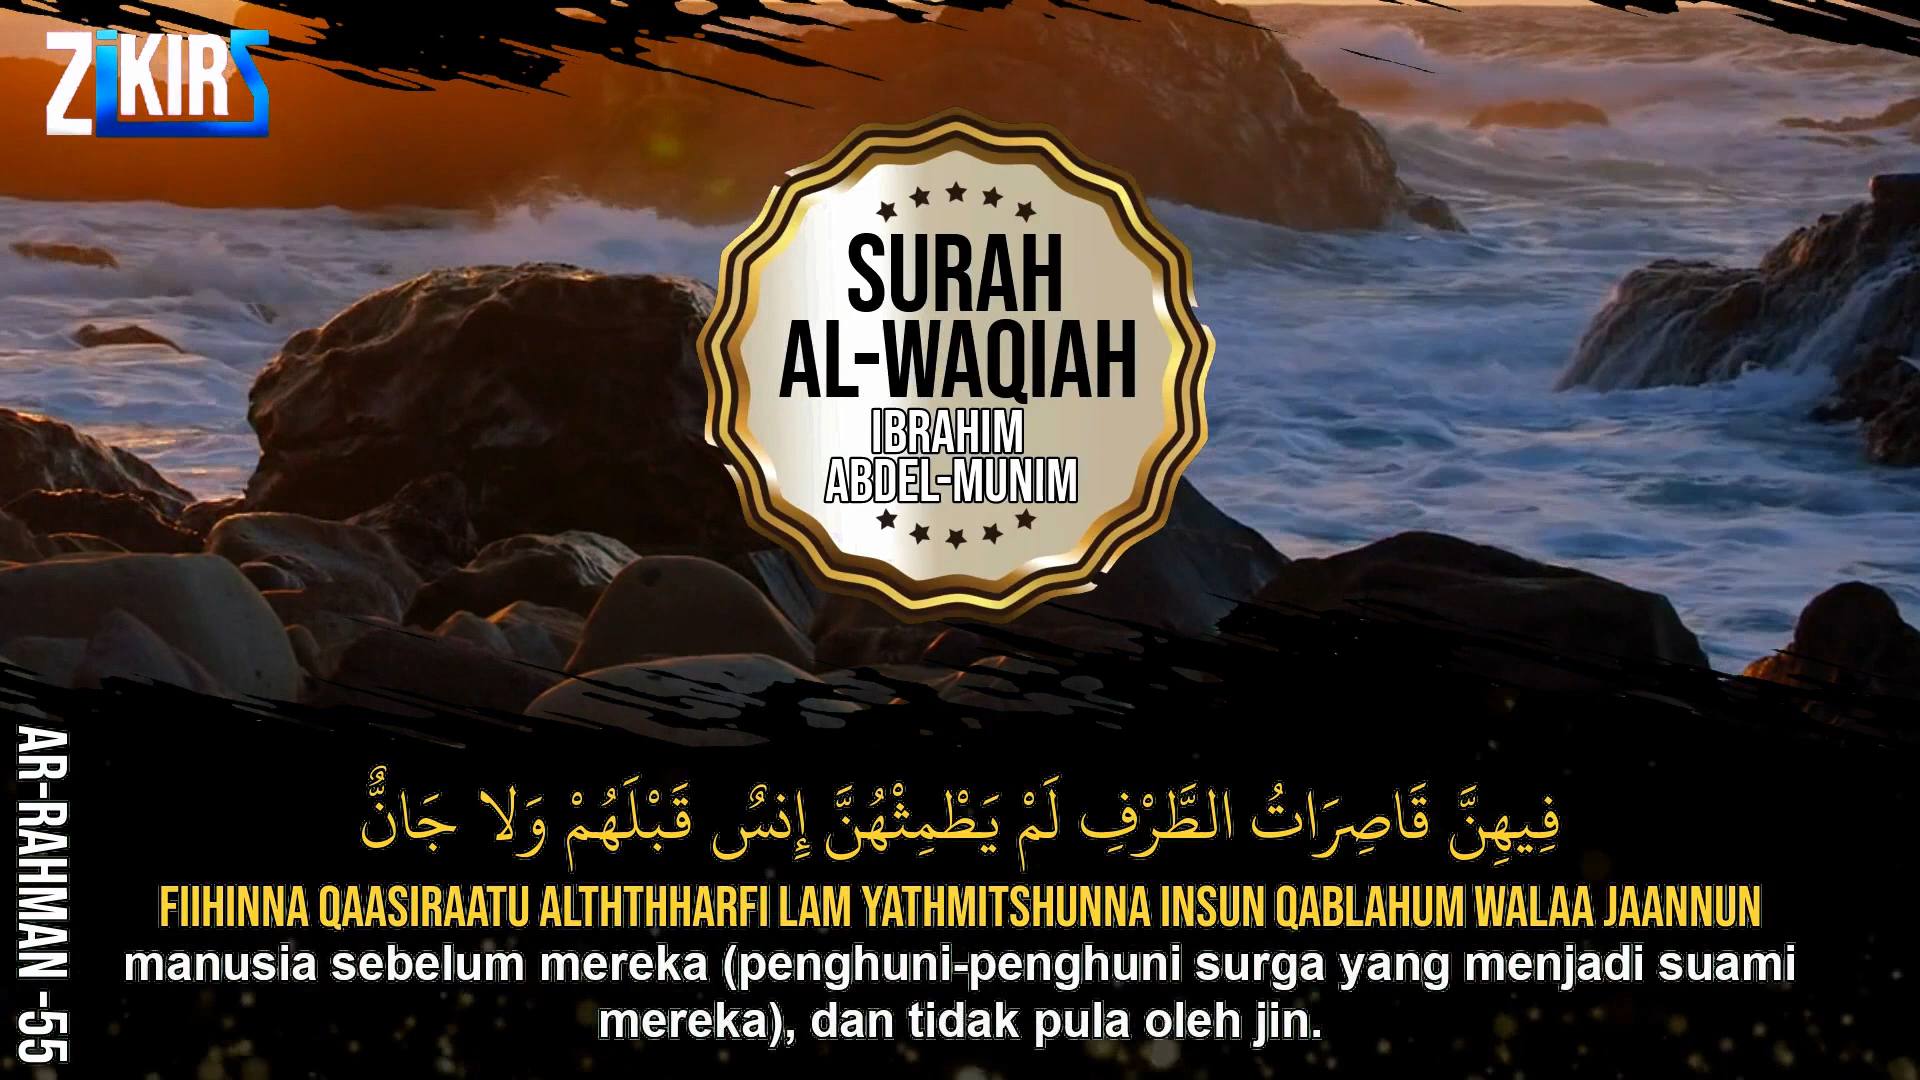 ZIKIRS
SURAH
AL-WAQIAH
IBRAHIM
ABDEL-MUNIM
فِيهِنَّ قَاصِرَاتُ الطَّرْفِ لَمْ يَطْمِثْهُنَّ إِنسٌ قَبْلَهُمْ وَلا جَانٌّ
FIIHINNA QAASIRAATU ALTHTHHARFI LAM YATHMITSHUNNA INSUN QABLAHUM WALAA JAANNUN
manusia sebelum mereka (penghuni-penghuni surga yang menjadi suami
mereka), dan tidak pula oleh jin.
AR-RAHMAN -55